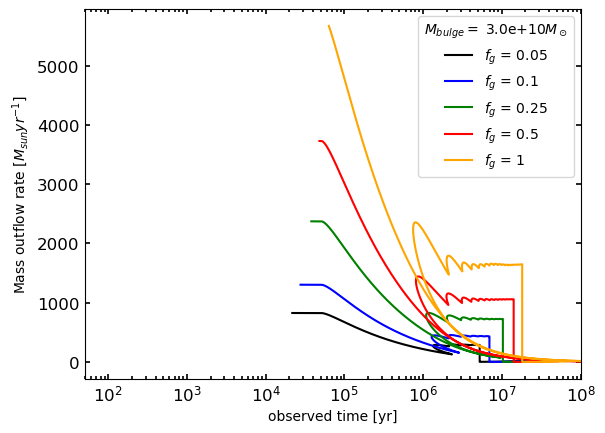 M_bulge = 3.0e+10M_⊙
f_g = 0.05
f_g = 0.1
f_g = 0.25
f_g = 0.5
f_g = 1
Mass outflow rate [M_sun yr^-1]
5000
4000
3000
2000
1000
0
10^2 10^3 10^4 10^5 10^6 10^7 10^8
observed time [yr]